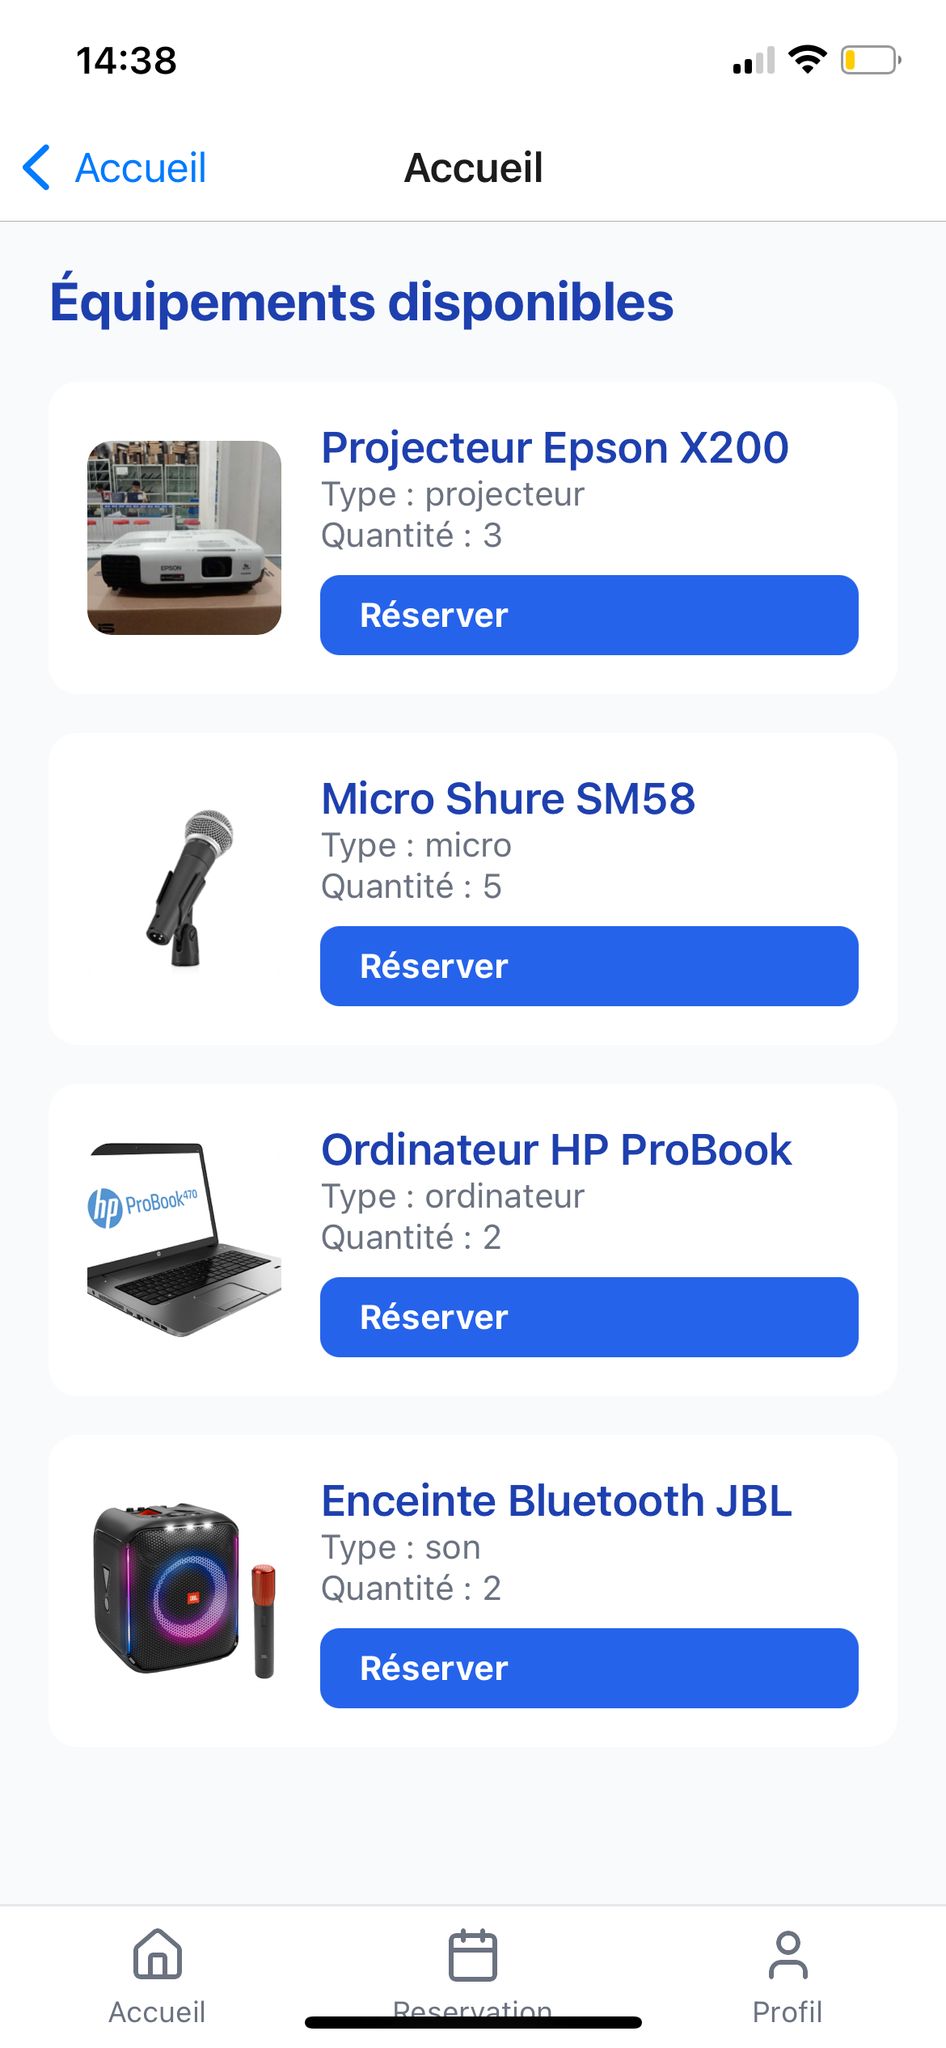 14:38
Accueil
Accueil
Équipements disponibles
Projecteur Epson X200
Type : projecteur
Quantité : 3
EPSON
Réserver
Micro Shure SM58
Type : micro
Quantité : 5
Réserver
Ordinateur HP ProBook
Type : ordinateur
Quantité : 2
hp ProBook470
Réserver
Enceinte Bluetooth JBL
Type : son
Quantité : 2
JBL
Réserver
Accueil
Reservation
Profil